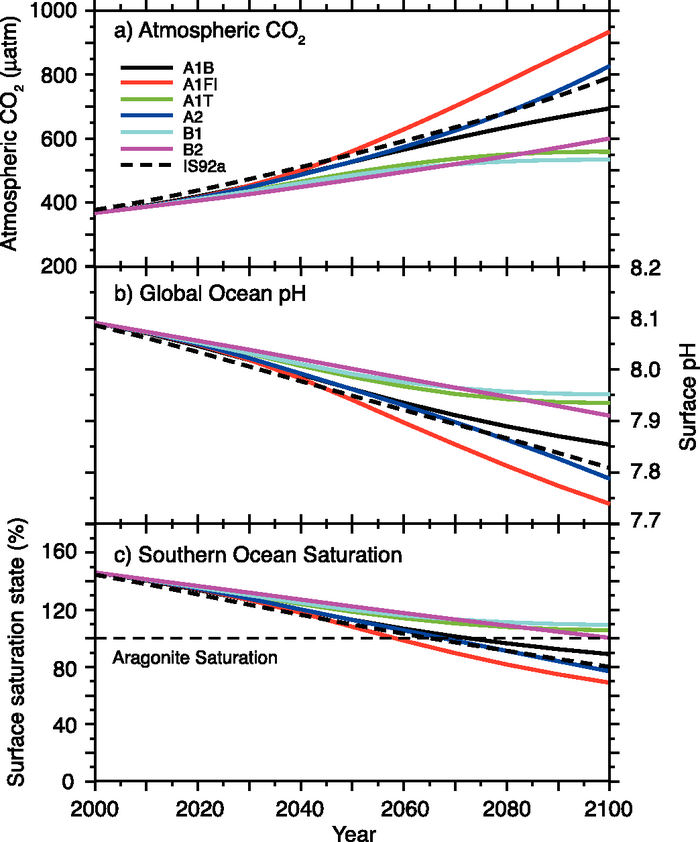 a) Atmospheric CO2
A1B
A1FI
A1T
A2
B1
B2
IS92a
Atmospheric CO2 (μatm)
1000
800
600
400
200
b) Global Ocean pH
8.2
8.1
8.0
7.9
7.8
7.7
Surface pH
c) Southern Ocean Saturation
Aragonite Saturation
Surface saturation state (%)
160
120
80
40
0
2000 2020 2040 2060 2080 2100
Year